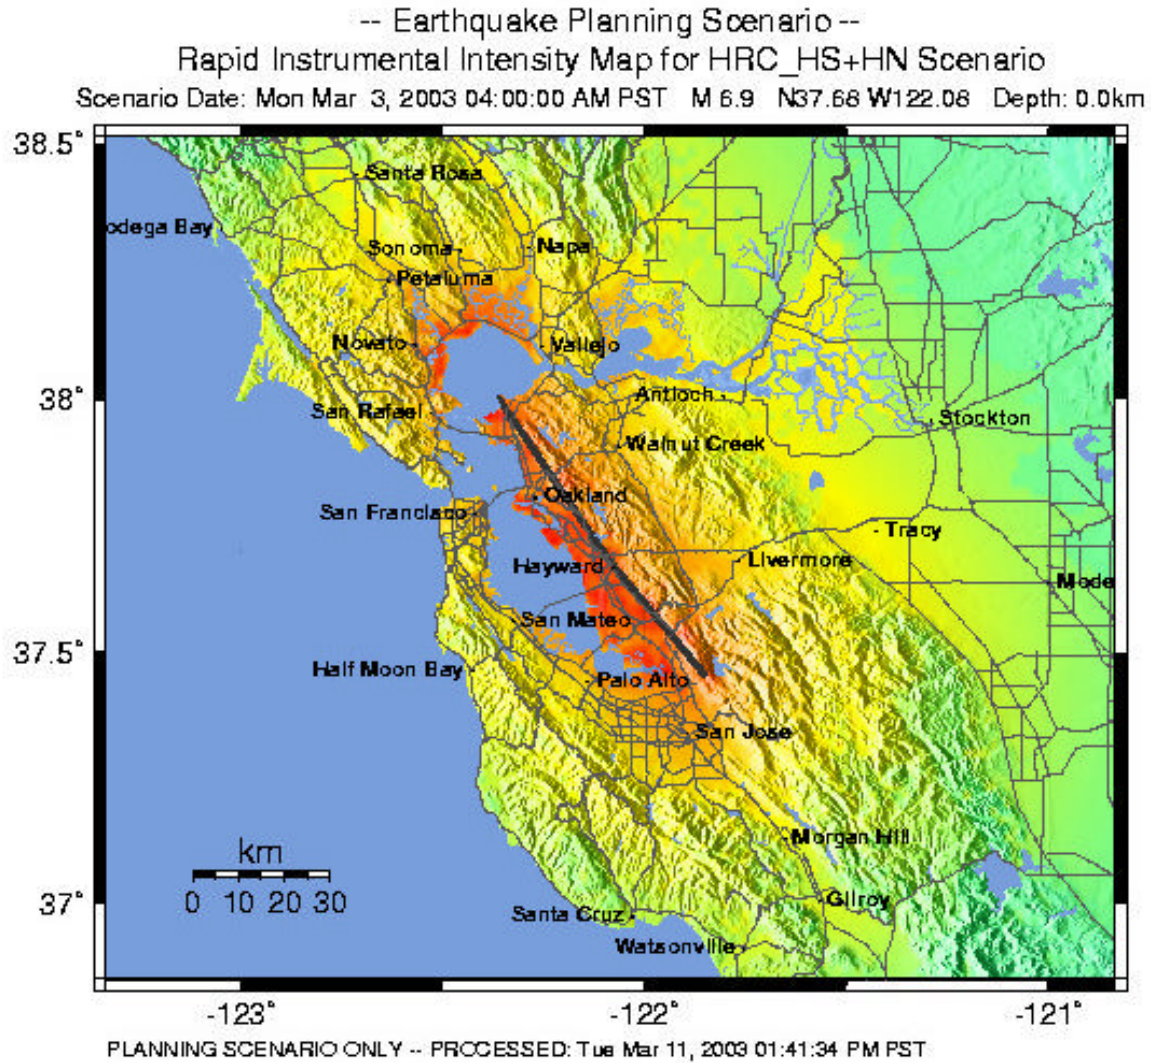 -- Earthquake Planning Scenario --
Rapid Instrumental Intensity Map for HRC_HS+HN Scenario
Scenario Date: Mon Mar 3, 2003 04:00:00 AM PST M 6.9 N37.68 W122.08 Depth: 0.0km
38.5°
Santa Rosa
odega Bay
Sonoma
Napa
Petaluma
Novato
Vallejo
38°
Antioch
San Rafael
Stockton
Walnut Creek
Oakland
San Francisco
Tracy
Livermore
Hayward
Mode
San Mateo
37.5°
Half Moon Bay
Palo Alto
San Jose
km
Morgan Hill
0 10 20 30
37°
Gilroy
Santa Cruz
Watsonville
-123° -122° -121°
PLANNING SCENARIO ONLY -- PROCESSED: Tue Mar 11, 2003 01:41:34 PM PST